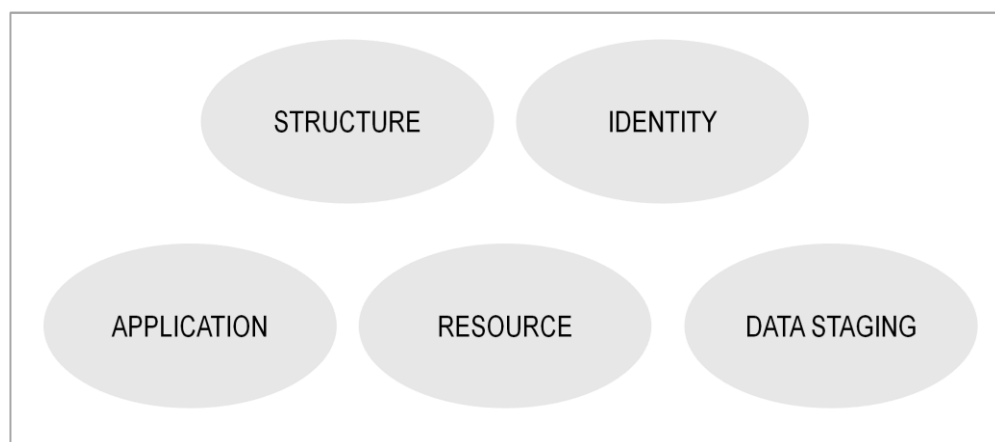 STRUCTURE
IDENTITY
APPLICATION
RESOURCE
DATA STAGING